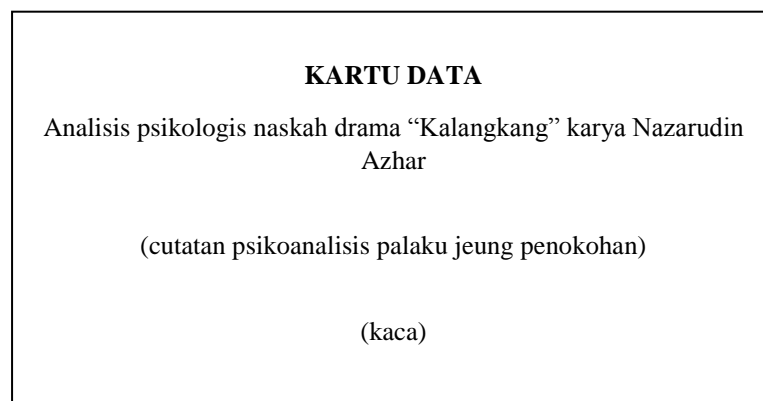 KARTU DATA
Analisis psikologis naskah drama “Kalangkang” karya Nazarudin
Azhar
(cutatan psikoanalisis palaku jeung penokohan)
(kaca)